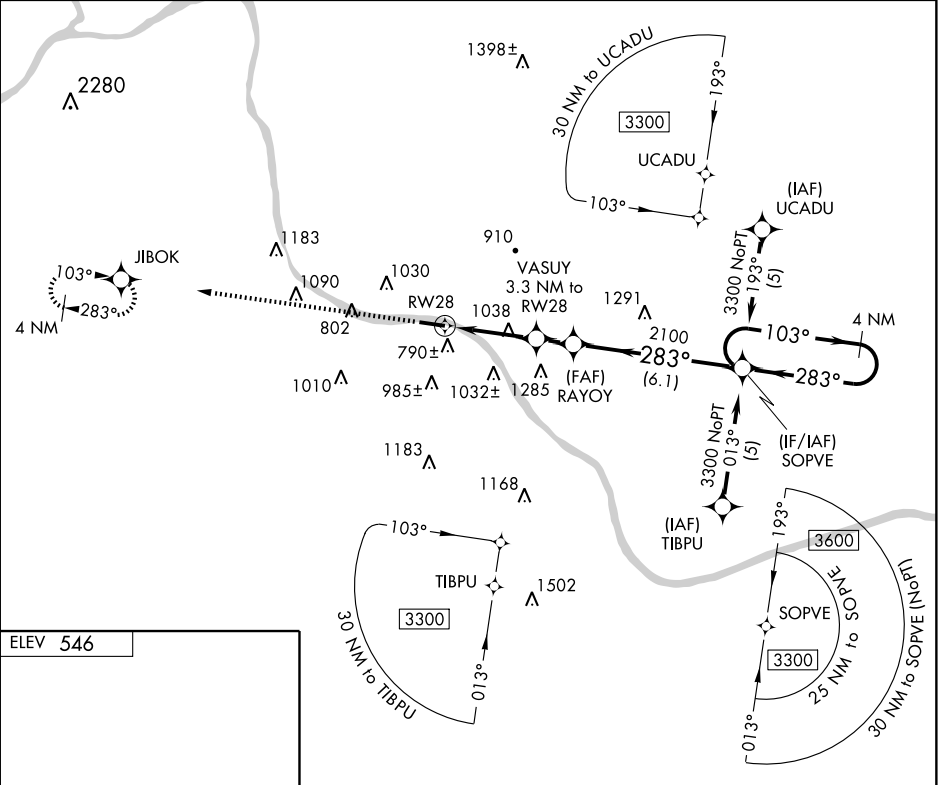 1398±
2280
30 NM to UCADU
193°
3300
UCADU
103°
(IAF)
UCADU
3300 NoPT
193°
(5)
JIBOK
103°
283°
4 NM
1183
1090
802
1030
RW28
910
VASUY
3.3 NM to
RW28
1038
1291
2100
283°
(6.1)
103°
4 NM
283°
790±
1010
985±
1032±
1285
(FAF)
RAYOY
(IF/IAF)
SOPVE
3300 NoPT
013°
(5)
(IAF)
TIBPU
1183
1168
103°
TIBPU
3300
30 NM to TIBPU
013°
1502
193°
3600
SOPVE
3300
25 NM to SOPVE
30 NM to SOPVE (NoPT)
013°
ELEV 546